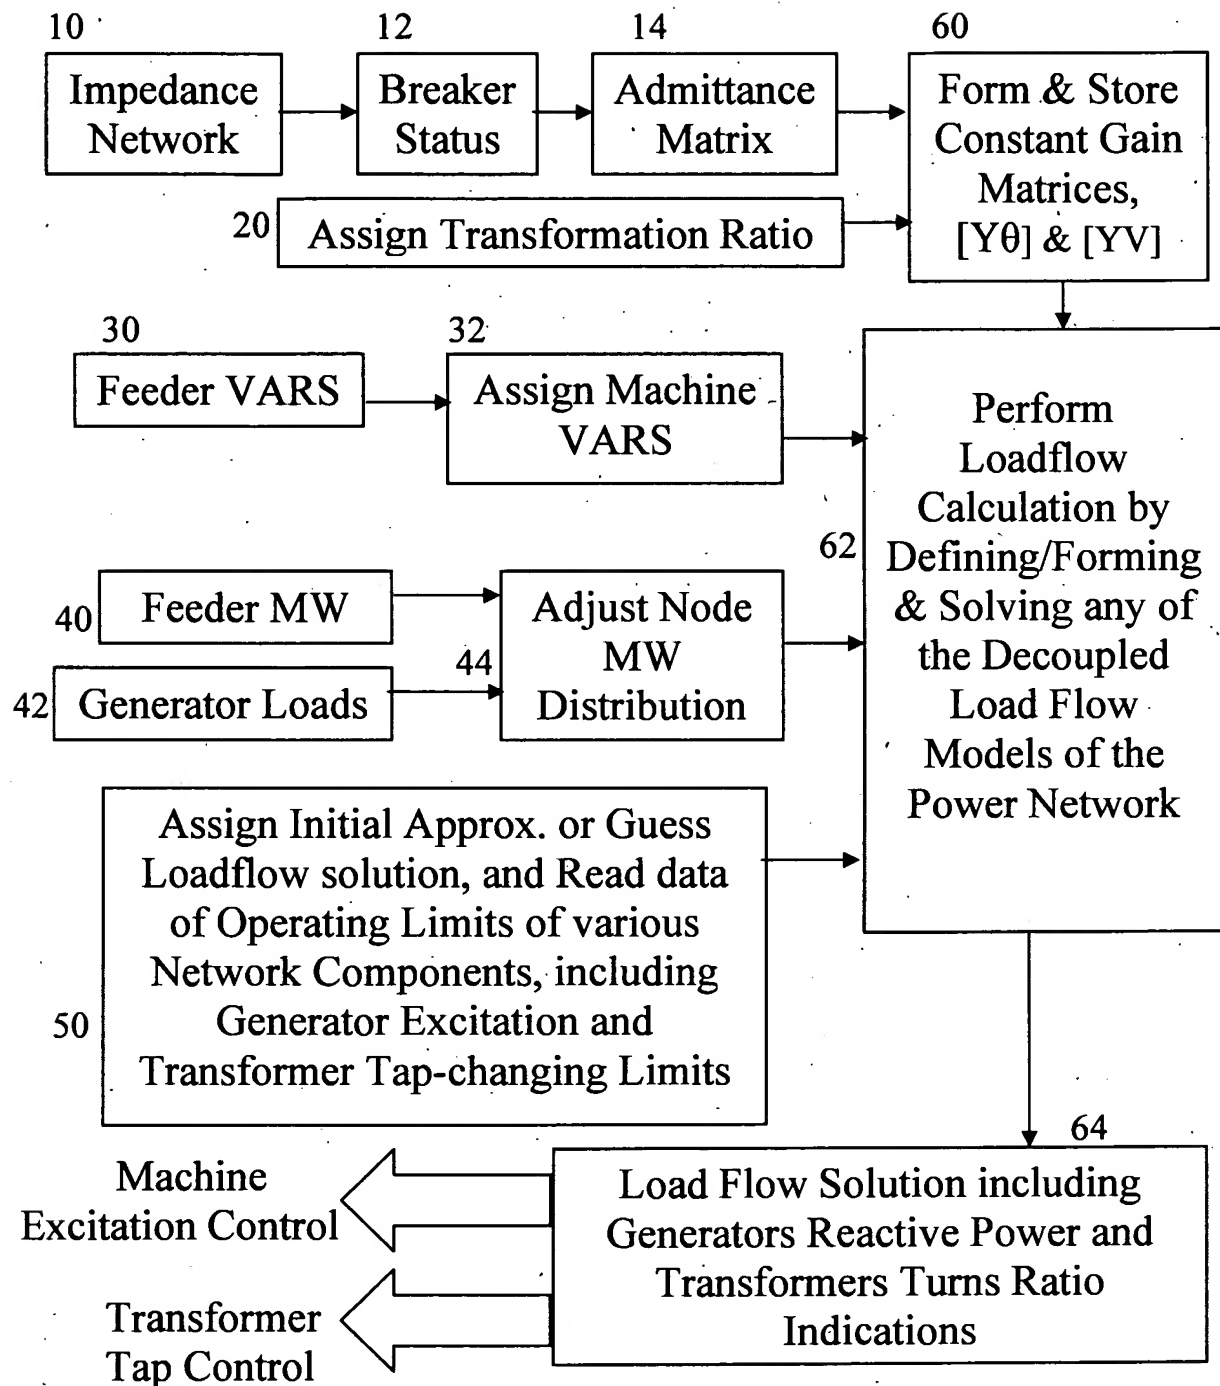 10
12
14
60
Impedance
Network
Breaker
Status
Admittance
Matrix
Form & Store
Constant Gain
Matrices,
[Yθ] & [YV]
20
Assign Transformation Ratio
30
32
Feeder VARS
Assign Machine
VARS
Perform
Loadflow
Calculation by
Defining/Forming
& Solving any of
the Decoupled
Load Flow
Models of the
Power Network
62
40
Feeder MW
42
Generator Loads
44
Adjust Node
MW
Distribution
Assign Initial Approx. or Guess
Loadflow solution, and Read data
of Operating Limits of various
Network Components, including
Generator Excitation and
Transformer Tap-changing Limits
50
64
Machine
Excitation Control
Transformer
Tap Control
Load Flow Solution including
Generators Reactive Power and
Transformers Turns Ratio
Indications